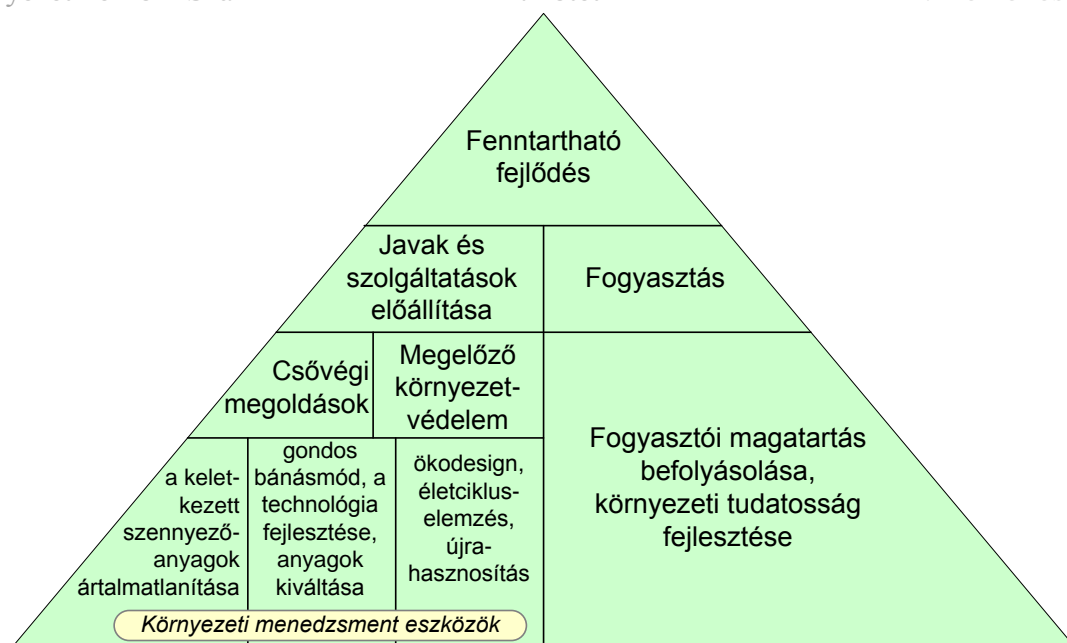 Fenntartható
fejlődés
Javak és
szolgáltatások
előállítása
Fogyasztás
Csővégi
megoldások
Megelőző
környezet-
védelem
Fogyasztói magatartás
befolyásolása,
környezeti tudatosság
fejlesztése
a kelet-
kezett
szennyező-
anyagok
ártalmatlanítása
gondos
bánásmód, a
technológia
fejlesztése,
anyagok
kiváltása
ökodesign,
életciklus-
elemzés,
újra-
hasznosítás
Környezeti menedzsment eszközök